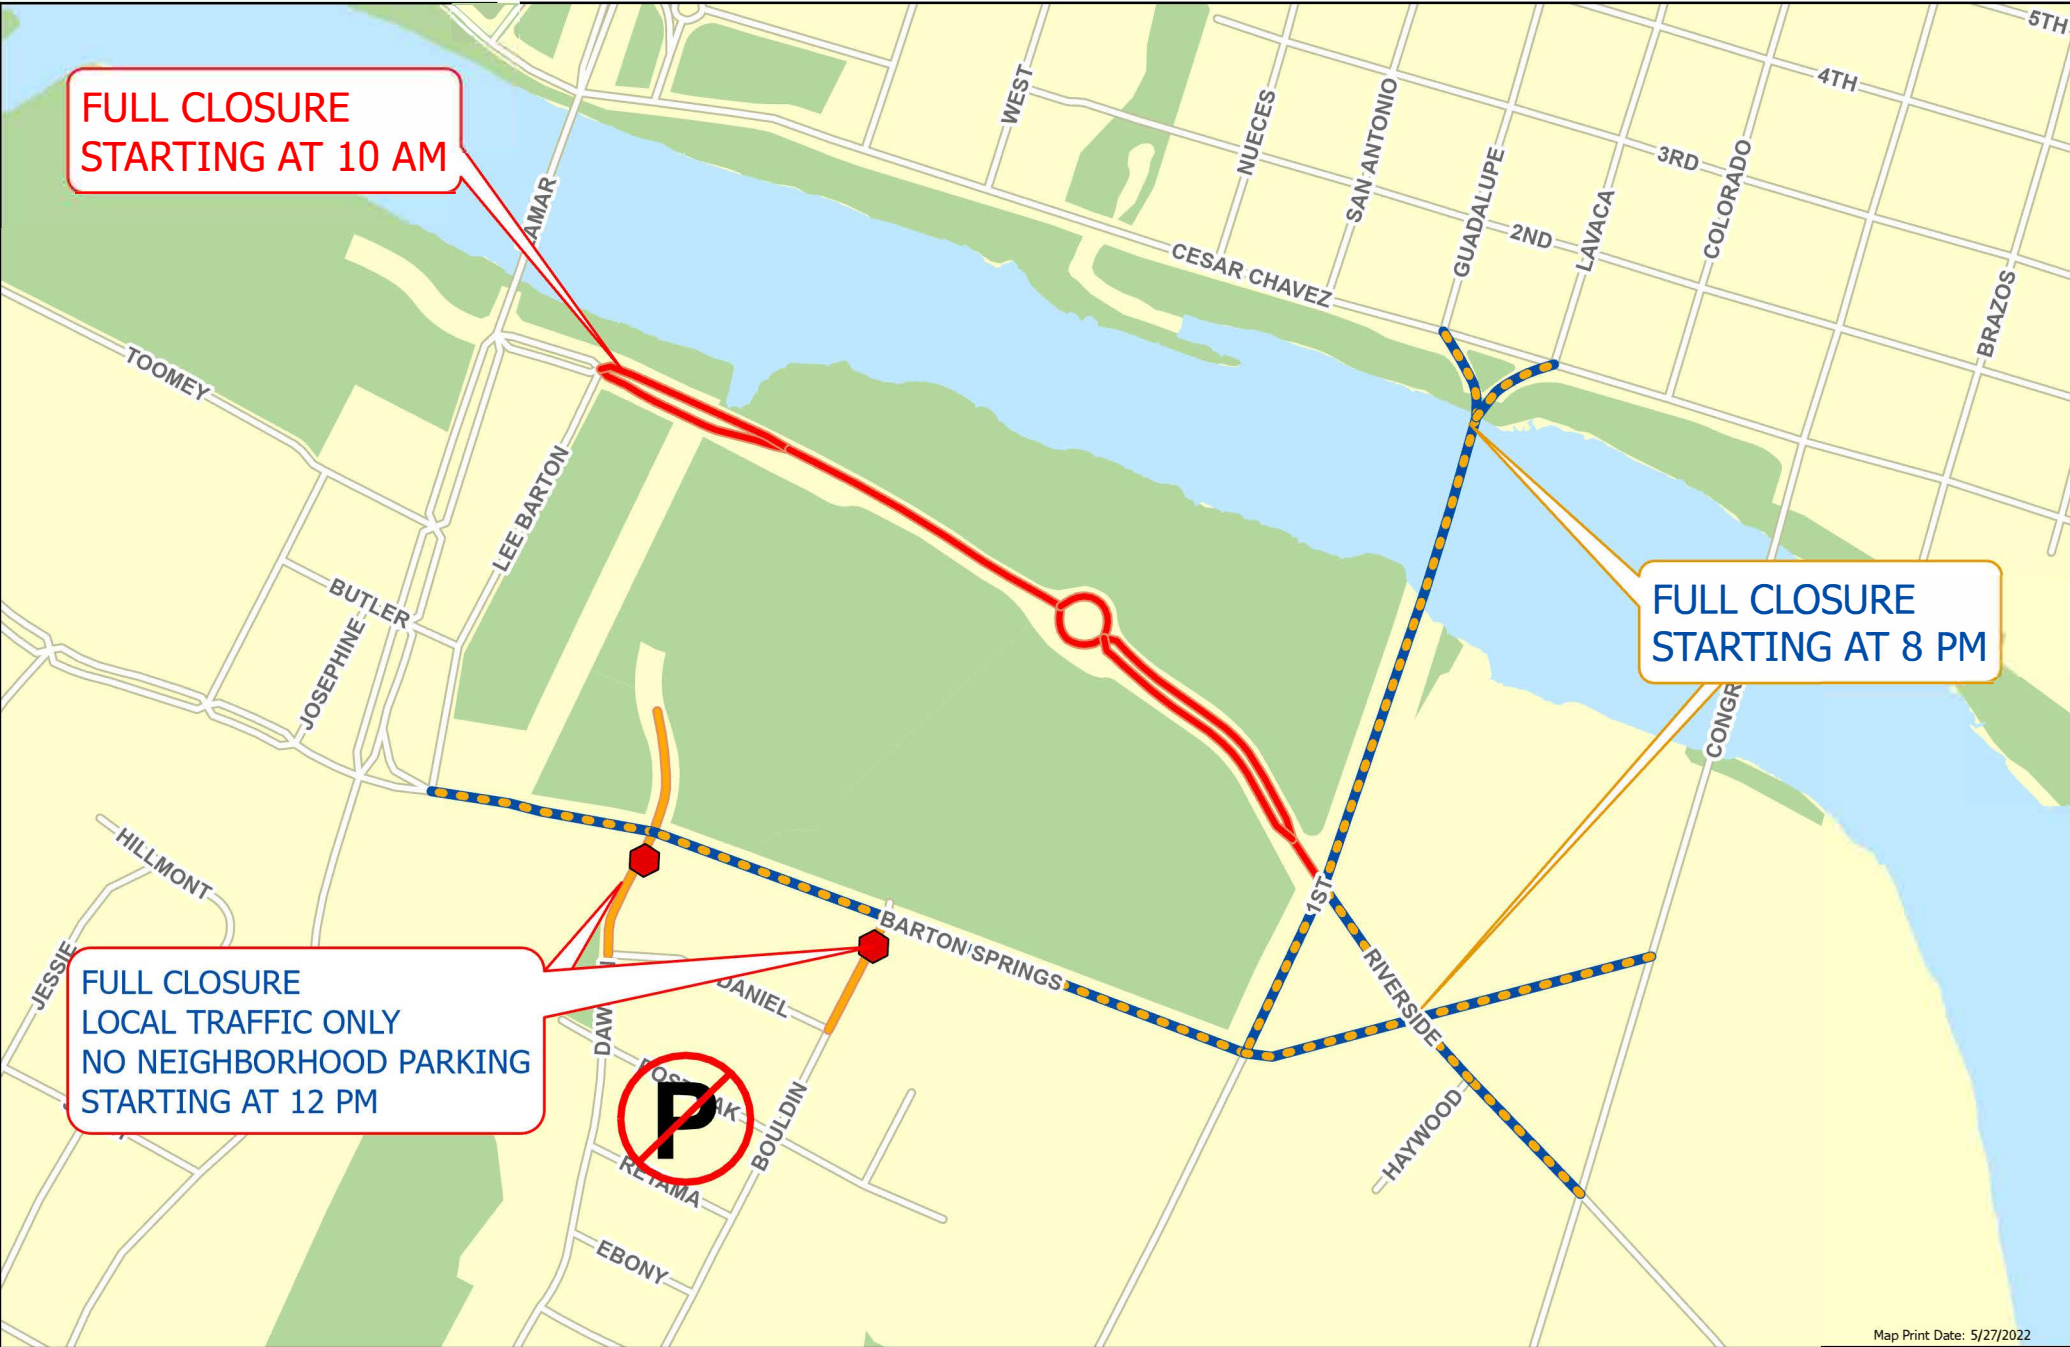 FULL CLOSURE
STARTING AT 10 AM
5TH
4TH
3RD
2ND
WEST
NUECES
SAN ANTONIO
GUADALUPE
LAVACA
COLORADO
BRAZOS
CESAR CHAVEZ
AMAR
TOOMEY
LEE BARTON
BUTLER
JOSEPHINE
FULL CLOSURE
STARTING AT 8 PM
CONGR
HILLMONT
JESSIE
BARTON SPRINGS
1ST
RIVERSIDE
HAYWOOD
FULL CLOSURE
LOCAL TRAFFIC ONLY
NO NEIGHBORHOOD PARKING
STARTING AT 12 PM
DANIEL
DAW
P
BOULDIN
RETAMA
EBONY
Map Print Date: 5/27/2022